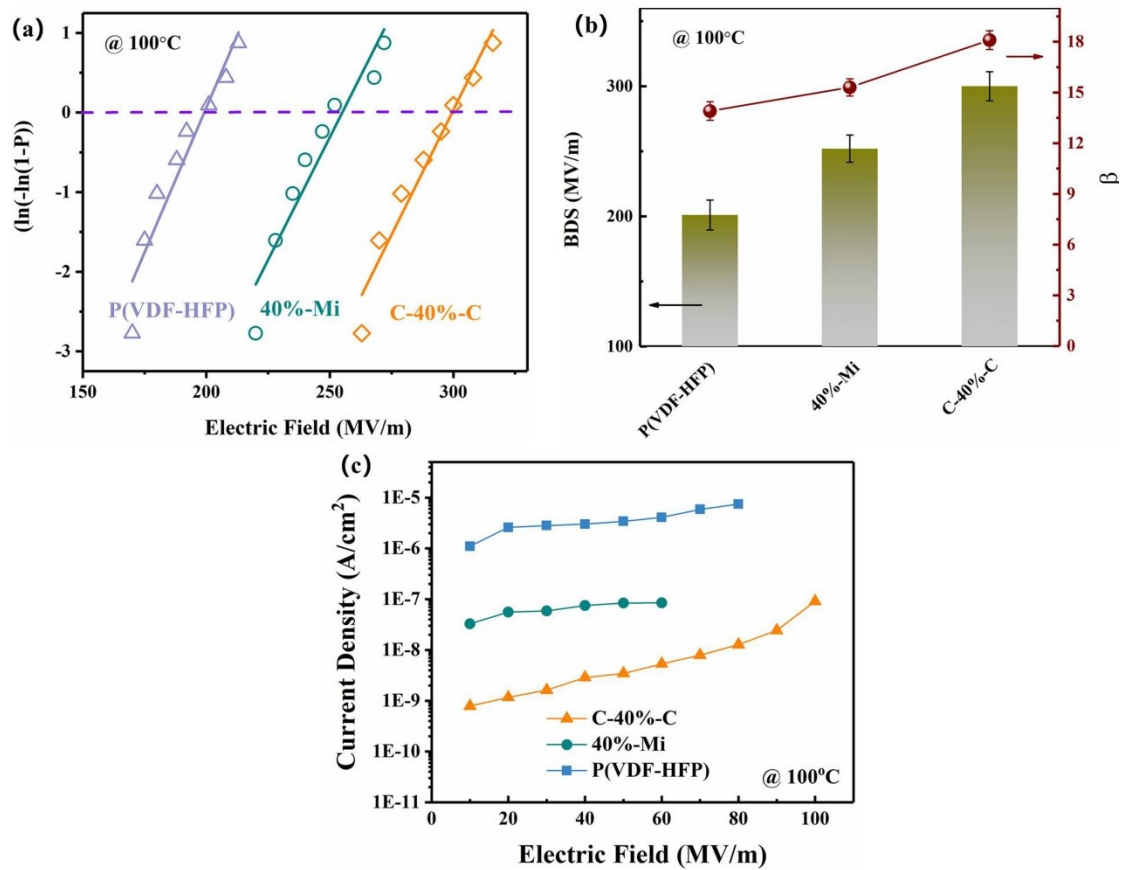 (a)
@ 100°C
(ln(-ln(1-P))
1
0
-1
-2
-3
P(VDF-HFP)
40%-Mi
C-40%-C
150
200
250
300
Electric Field (MV/m)
(b)
@ 100°C
BDS (MV/m)
300
200
100
18
15
12
9
6
3
0
β
P(VDF-HFP)
40%-Mi
C-40%-C
(c)
Current Density (A/cm²)
1E-5
1E-6
1E-7
1E-8
1E-9
1E-10
1E-11
C-40%-C
40%-Mi
P(VDF-HFP)
@ 100°C
0
20
40
60
80
100
Electric Field (MV/m)